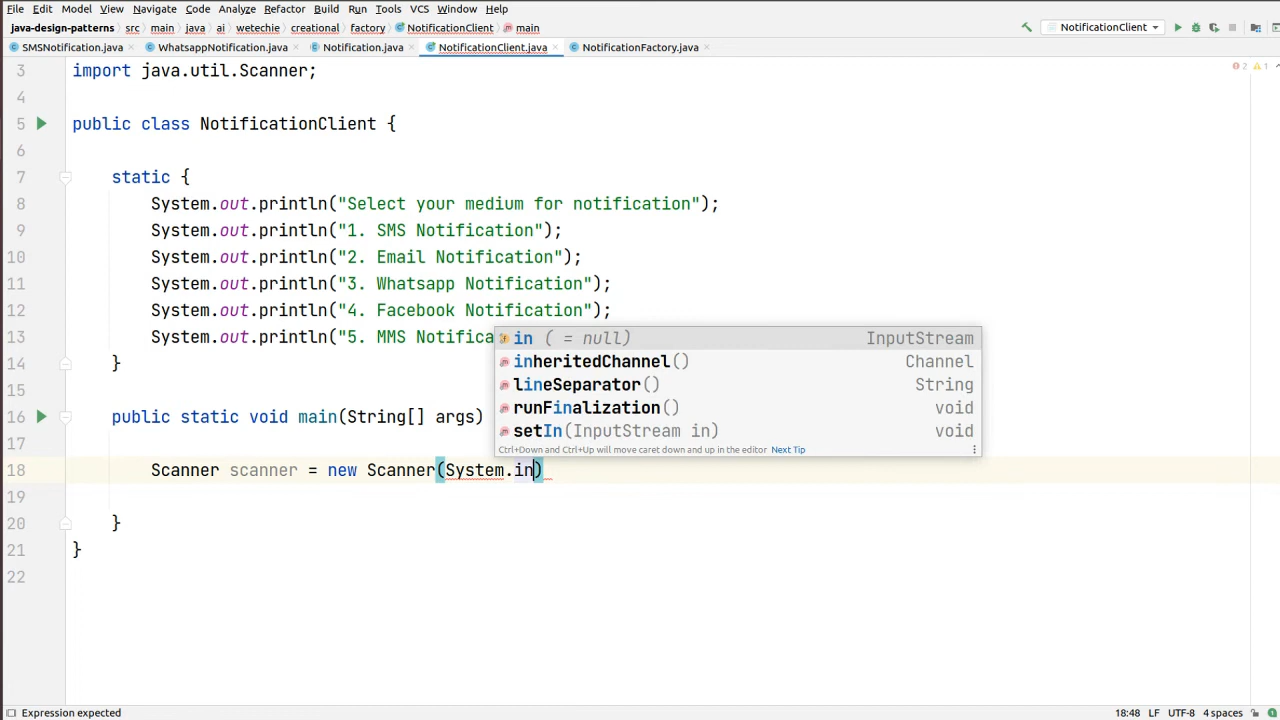 File Edit Model View Navigate Code Analyze Refactor Build Run Tools VCS Window Help
java-design-patterns src main java ai wetechie creational factory NotificationClient main NotificationClient
SMSNotification.java WhatsappNotification.java Notification.java NotificationClient.java NotificationFactory.java
3 import java.util.Scanner; 2 1
4
5 public class NotificationClient {
6
7 static {
8 System.out.println("Select your medium for notification");
9 System.out.println("1. SMS Notification");
10 System.out.println("2. Email Notification");
11 System.out.println("3. Whatsapp Notification");
12 System.out.println("4. Facebook Notification");
13 System.out.println("5. MMS Notifica
14 }
15
16 public static void main(String[] args)
17
18 Scanner scanner = new Scanner(System.in)
19
20 }
21 }
22
in ( = null) InputStream
inheritedChannel() Channel
lineSeparator() String
runFinalization() void
setIn(InputStream in) void
Ctrl+Down and Ctrl+Up will move caret down and up in the editor Next Tip
Expression expected 18:48 LF UTF-8 4 spaces